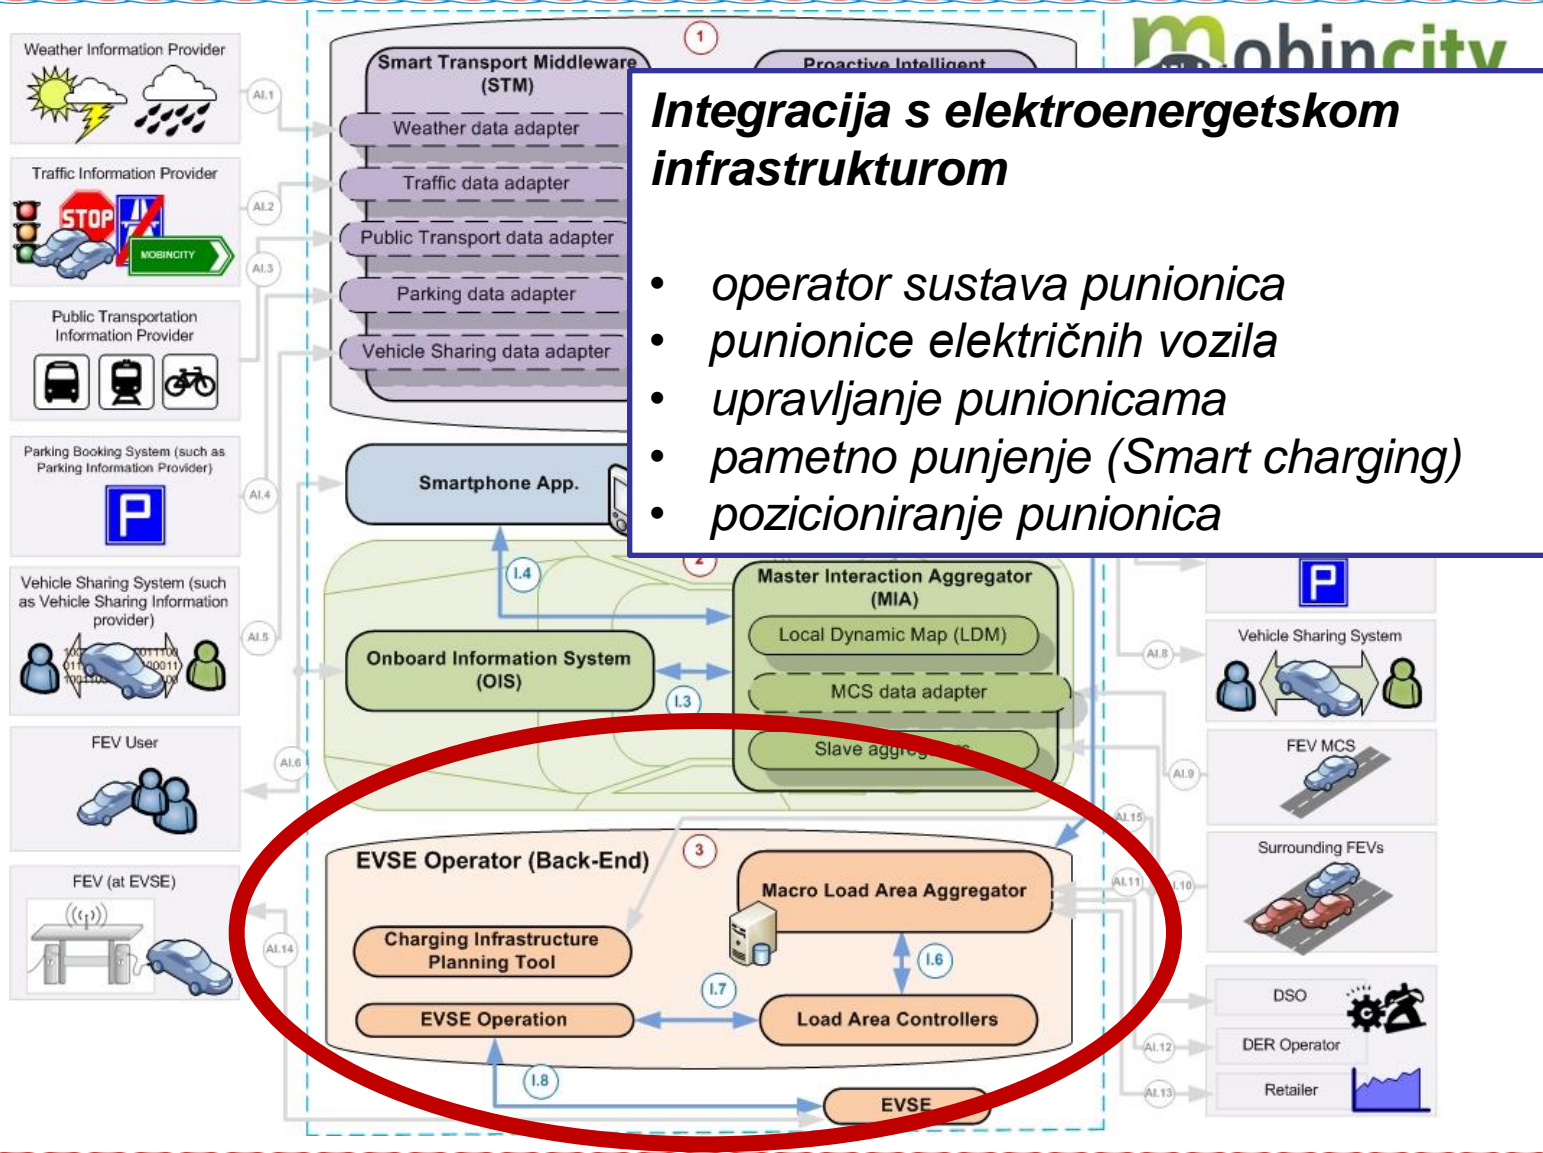 Weather Information Provider
AI.1
Traffic Information Provider
STOP
MOBINCITY
AI.2
AI.3
Public Transportation
Information Provider
Parking Booking System (such as
Parking Information Provider)
P
AI.4
Vehicle Sharing System (such
as Vehicle Sharing Information
provider)
AI.5
FEV User
AI.6
FEV (at EVSE)
AI.14
1
Smart Transport Middleware
(STM)
Weather data adapter
Traffic data adapter
Public Transport data adapter
Parking data adapter
Vehicle Sharing data adapter
Proactive Intelligent
mobincity
Integracija s elektroenergetskom
infrastrukturom
• operator sustava punionica
• punionice električnih vozila
• upravljanje punionicama
• pametno punjenje (Smart charging)
• pozicioniranje punionica
Smartphone App.
I.4
2
Master Interaction Aggregator
(MIA)
Local Dynamic Map (LDM)
MCS data adapter
Slave aggregators
Onboard Information System
(OIS)
I.3
P
Vehicle Sharing System
AI.8
FEV MCS
AI.9
Surrounding FEVs
AI.15
AI.11
I.10
EVSE Operator (Back-End)
3
Macro Load Area Aggregator
Charging Infrastructure
Planning Tool
I.6
I.7
EVSE Operation
Load Area Controllers
I.8
EVSE
DSO
DER Operator
AI.12
Retailer
AI.13